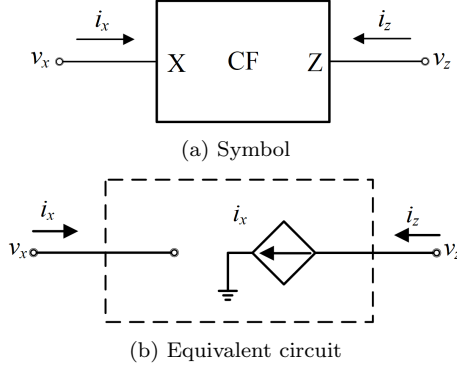 i_x i_z
v_x X CF Z v_z
(a) Symbol
i_x i_x i_z
v_x v_z
(b) Equivalent circuit